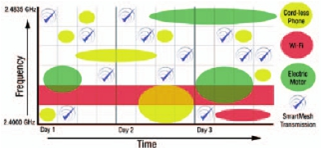 2.4835 GHz
Frequency
2.4000 GHz
Day 1
Day 2
Day 3
Time
Cord-less
Phone
Wi-Fi
Electric
Motor
SmartMesh
Transmission